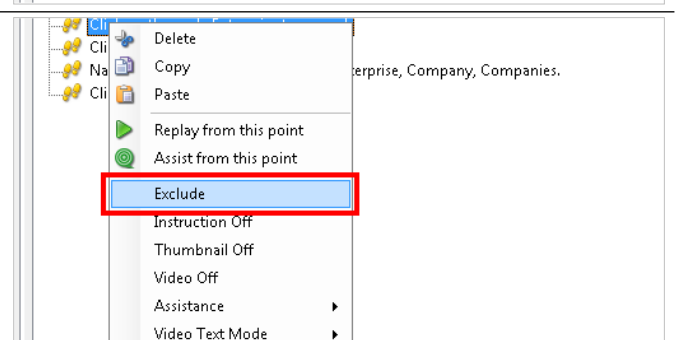 Cli
Delete
Cli
Copy
Na
terprise, Company, Companies.
Cli
Paste
Replay from this point
Assist from this point
Exclude
Instruction Off
Thumbnail Off
Video Off
Assistance
Video Text Mode